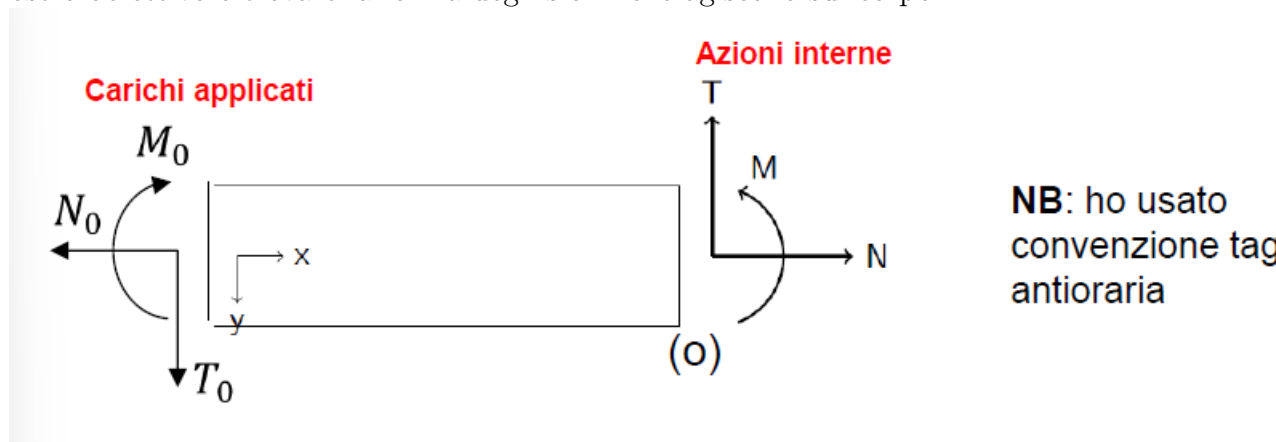 Azioni interne
Carichi applicati
T
M₀
M
N₀
NB: ho usato
convenzione tag
antioraria
x
N
y
(o)
T₀